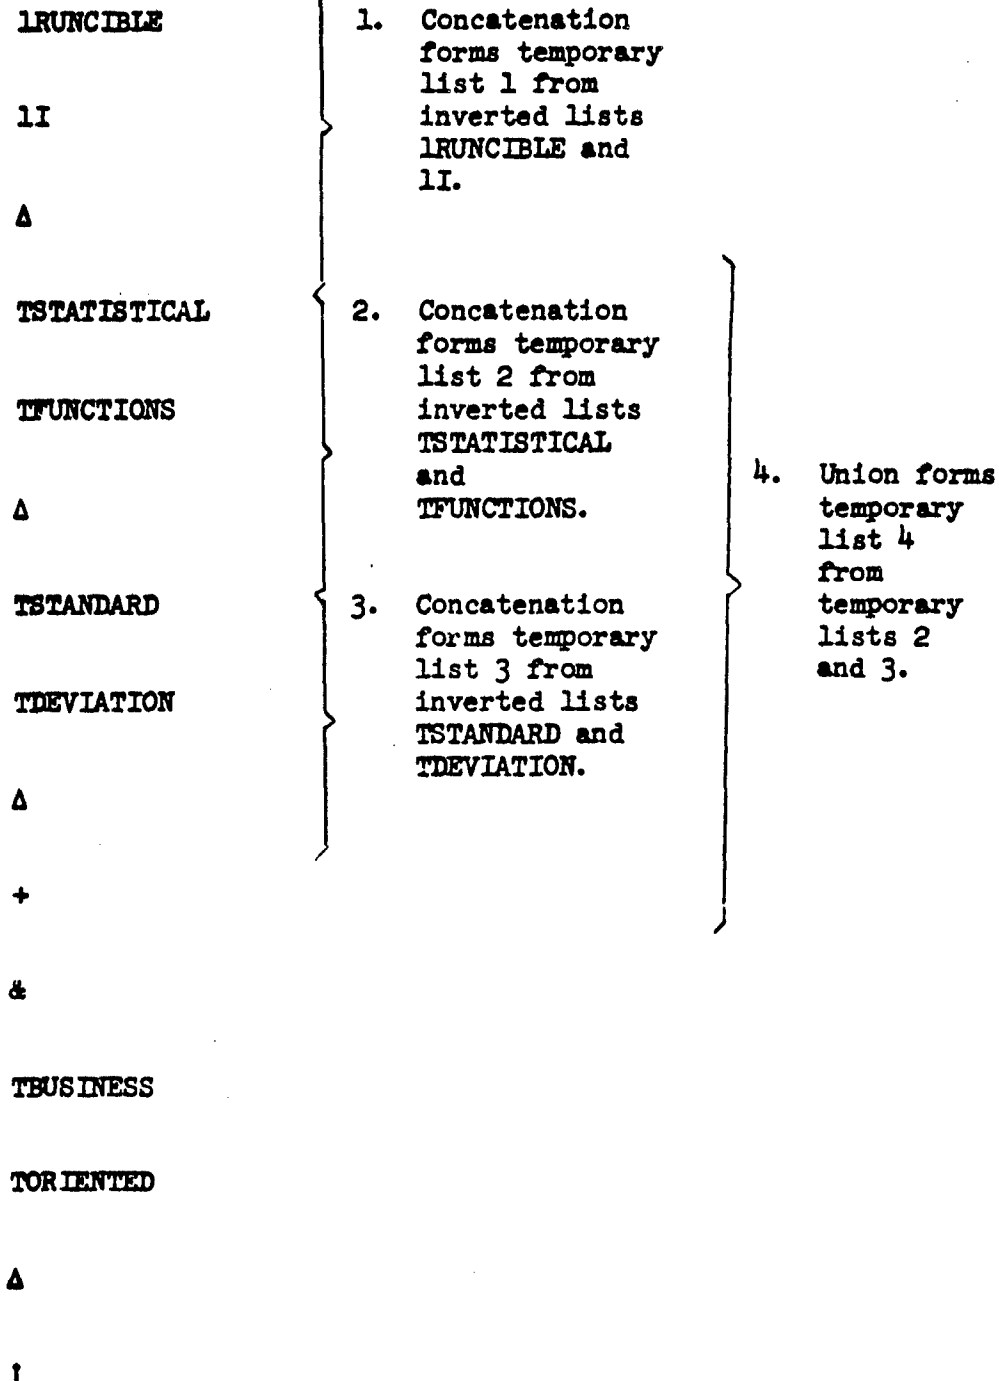 1RUNCIBLE
1I
Δ
TSTATISTICAL
TFUNCTIONS
Δ
TSTANDARD
TDEVIATION
Δ
+
&
TBUSINESS
TORIENTED
Δ
1. Concatenation
forms temporary
list 1 from
inverted lists
1RUNCIBLE and
1I.
2. Concatenation
forms temporary
list 2 from
inverted lists
TSTATISTICAL
and
TFUNCTIONS.
3. Concatenation
forms temporary
list 3 from
inverted lists
TSTANDARD and
TDEVIATION.
4. Union forms
temporary
list 4
from
temporary
lists 2
and 3.